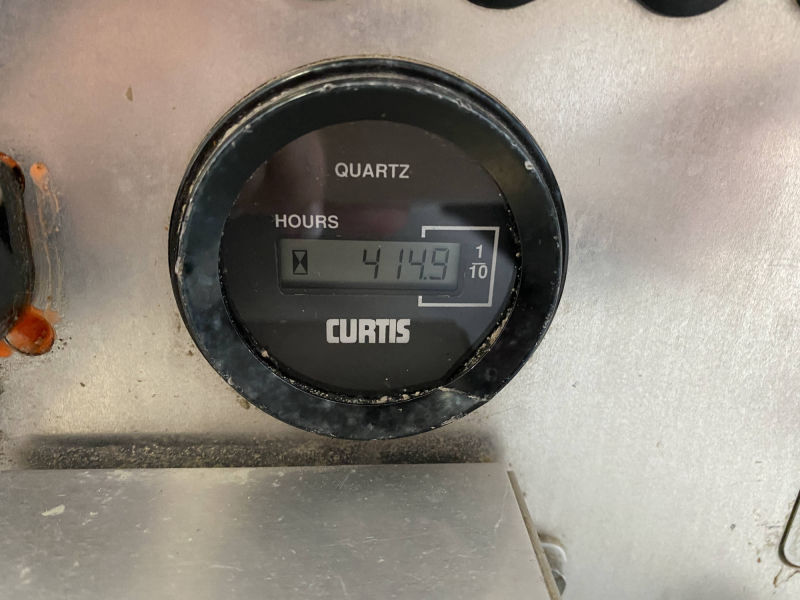 QUARTZ
HOURS
414.9
1/10
CURTIS